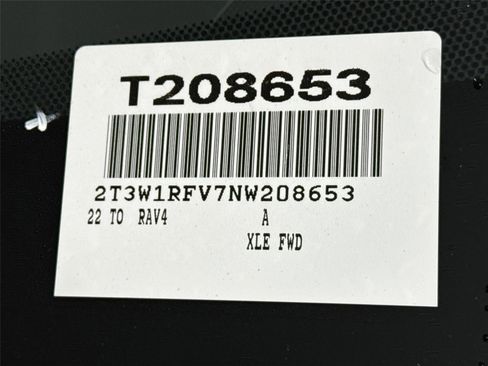 T208653
2T3W1RFV7NW208653
22 TO RAV4 A
XLE FWD